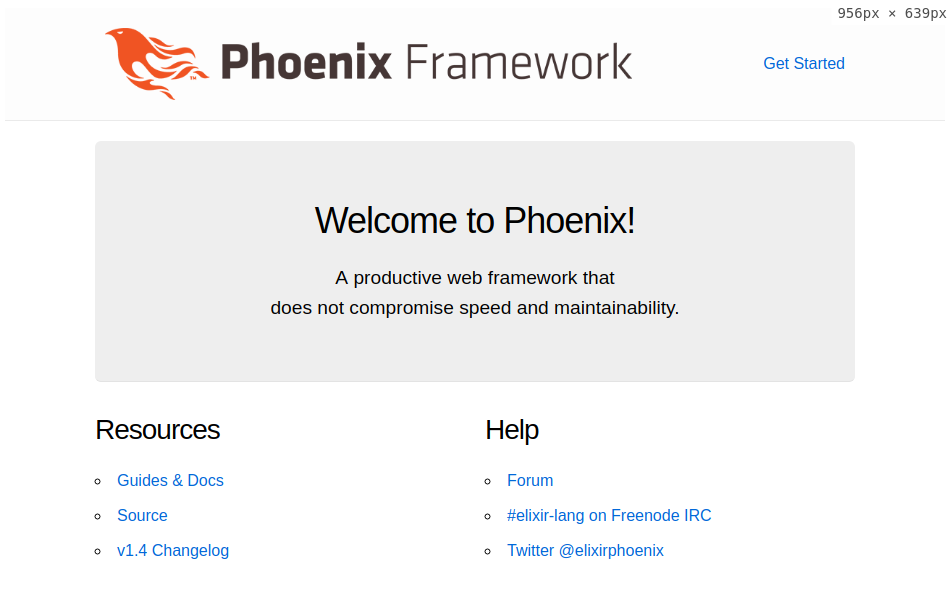 956px × 639px
Phoenix Framework
Get Started
Welcome to Phoenix!
A productive web framework that
does not compromise speed and maintainability.
Resources
Guides & Docs
Source
v1.4 Changelog
Help
Forum
#elixir-lang on Freenode IRC
Twitter @elixirphoenix